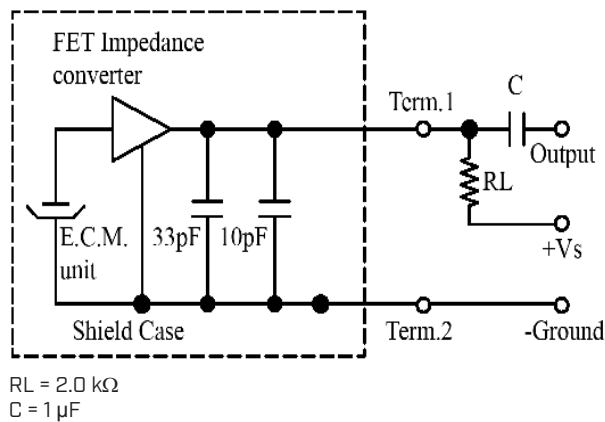 FET Impedance
converter
Term.1
C
Output
RL
+Vs
E.C.M.
unit
33pF
10pF
Shield Case
Term.2
-Ground
RL = 2.0 kΩ
C = 1 µF